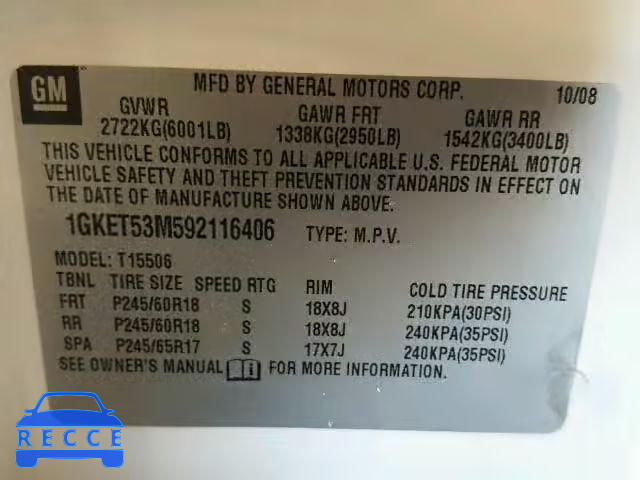 GM
MFD BY GENERAL MOTORS CORP. 10/08
GVWR GAWR FRT GAWR RR
2722KG(6001LB) 1338KG(2950LB) 1542KG(3400LB)
THIS VEHICLE CONFORMS TO ALL APPLICABLE U.S. FEDERAL MOTOR
VEHICLE SAFETY AND THEFT PREVENTION STANDARDS IN EFFECT ON
THE DATE OF MANUFACTURE SHOWN ABOVE.
1GKET53M592116406 TYPE: M.P.V.
MODEL: T15506
TBNL TIRE SIZE SPEED RTG RIM COLD TIRE PRESSURE
FRT P245/60R18 S 18X8J 210KPA(30PSI)
RR P245/60R18 S 18X8J 240KPA(35PSI)
SPA P245/65R17 S 17X7J 240KPA(35PSI)
SEE OWNER'S MANUAL FOR MORE INFORMATION.
RECCE